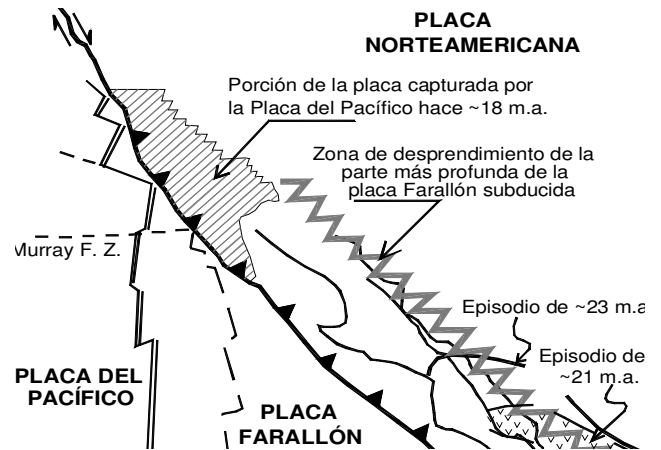 PLACA
NORTEAMERICANA
Porción de la placa capturada por
la Placa del Pacífico hace ~18 m.a.
Zona de desprendimiento de la
parte más profunda de la
placa Farallón subducida
Murray F. Z.
Episodio de ~23 m.a
Episodio de
~21 m.a.
PLACA DEL
PACÍFICO
PLACA
FARALLÓN